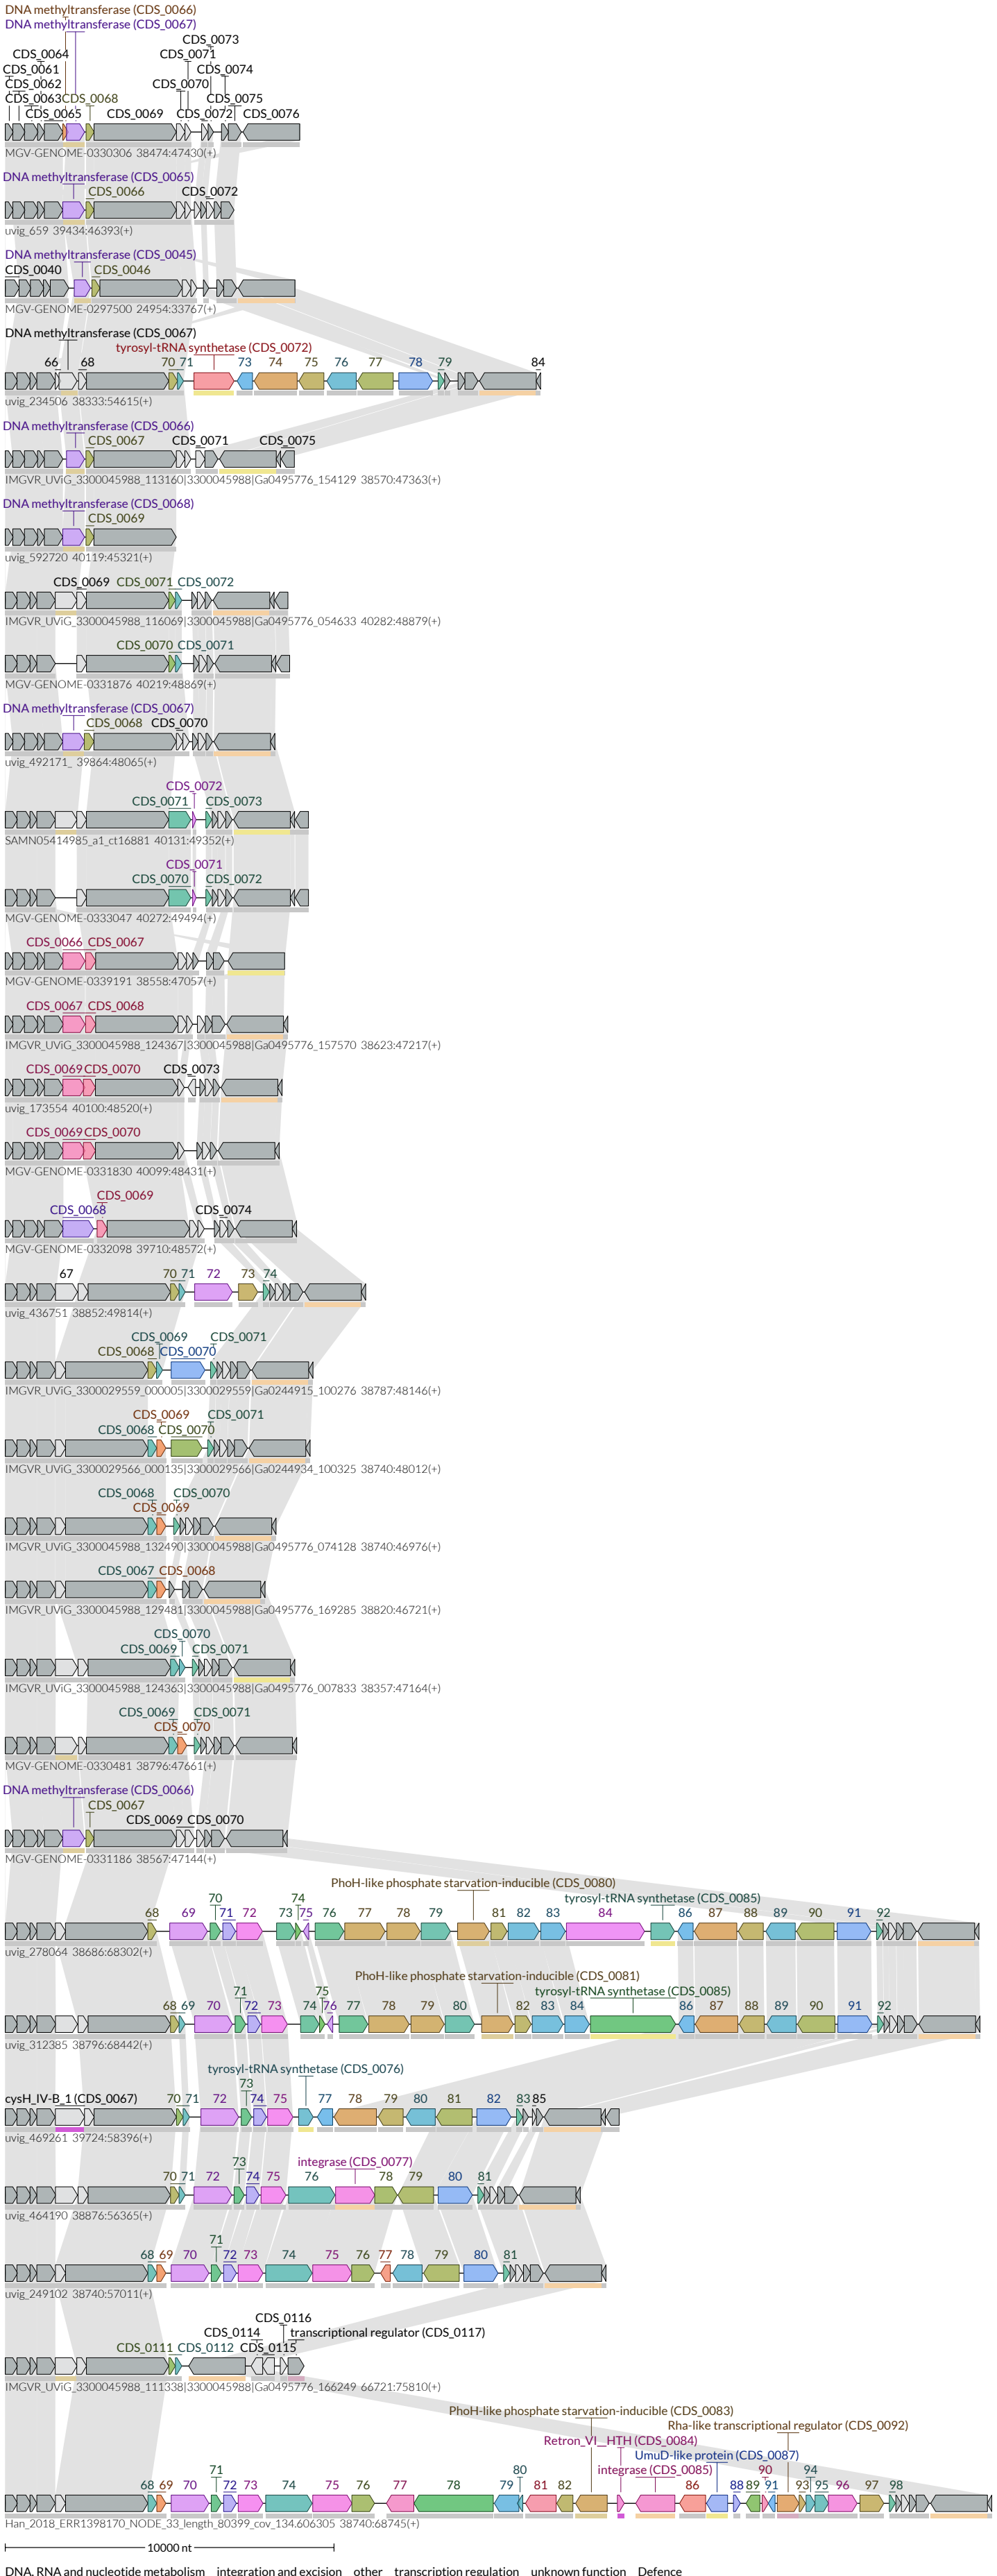 DNA methyltransferase (CDS_0066)
DNA methyltransferase (CDS_0067)
CDS_0073
CDS_0064 CDS_0071
CDS_0061 CDS_0074
CDS_0062 CDS_0070
CDS_0063 CDS_0068 CDS_0075
CDS_0065 CDS_0069 CDS_0072 CDS_0076
MGV-GENOME-0330306 38474:47430(+)
DNA methyltransferase (CDS_0065)
CDS_0066 CDS_0072
uvig_659 39434:46393(+)
DNA methyltransferase (CDS_0045)
CDS_0040 CDS_0046
MGV-GENOME-0297500 24954:33767(+)
DNA methyltransferase (CDS_0067)
tyrosyl-tRNA synthetase (CDS_0072)
66 68 70 71 73 74 75 76 77 78 79 84
uvig_234506 38333:54615(+)
DNA methyltransferase (CDS_0066)
CDS_0067 CDS_0071 CDS_0075
IMGVR_UViG_3300045988_113160|3300045988|Ga0495776_154129 38570:47363(+)
DNA methyltransferase (CDS_0068)
CDS_0069
uvig_592720 40119:45321(+)
CDS_0069 CDS_0071 CDS_0072
IMGVR_UViG_3300045988_116069|3300045988|Ga0495776_054633 40282:48879(+)
CDS_0070 CDS_0071
MGV-GENOME-0331876 40219:48869(+)
DNA methyltransferase (CDS_0067)
CDS_0068 CDS_0070
uvig_492171_ 39864:48065(+)
CDS_0072
CDS_0071 CDS_0073
SAMN05414985_a1_ct16881 40131:49352(+)
CDS_0071
CDS_0070 CDS_0072
MGV-GENOME-0333047 40272:49494(+)
CDS_0066 CDS_0067
MGV-GENOME-0339191 38558:47057(+)
CDS_0067 CDS_0068
IMGVR_UViG_3300045988_124367|3300045988|Ga0495776_157570 38623:47217(+)
CDS_0069 CDS_0070 CDS_0073
uvig_173554 40100:48520(+)
CDS_0069 CDS_0070
MGV-GENOME-0331830 40099:48431(+)
CDS_0069
CDS_0068 CDS_0074
MGV-GENOME-0332098 39710:48572(+)
67 70 71 72 73 74
uvig_436751 38852:49814(+)
CDS_0069 CDS_0071
CDS_0068 CDS_0070
IMGVR_UViG_3300029559_000005|3300029559|Ga0244915_100276 38787:48146(+)
CDS_0069 CDS_0071
CDS_0068 CDS_0070
IMGVR_UViG_3300029566_000135|3300029566|Ga0244934_100325 38740:48012(+)
CDS_0068 CDS_0070
CDS_0069
IMGVR_UViG_3300045988_132490|3300045988|Ga0495776_074128 38740:46976(+)
CDS_0067 CDS_0068
IMGVR_UViG_3300045988_129481|3300045988|Ga0495776_169285 38820:46721(+)
CDS_0070
CDS_0069 CDS_0071
IMGVR_UViG_3300045988_124363|3300045988|Ga0495776_007833 38357:47164(+)
CDS_0069 CDS_0071
CDS_0070
MGV-GENOME-0330481 38796:47661(+)
DNA methyltransferase (CDS_0066)
CDS_0067
CDS_0069 CDS_0070
MGV-GENOME-0331186 38567:47144(+)
PhoH-like phosphate starvation-inducible (CDS_0080)
70 74 tyrosyl-tRNA synthetase (CDS_0085)
68 69 71 72 73 75 76 77 78 79 81 82 83 84 86 87 88 89 90 91 92
uvig_278064 38686:68302(+)
PhoH-like phosphate starvation-inducible (CDS_0081)
71 75 tyrosyl-tRNA synthetase (CDS_0085)
68 69 70 72 73 74 76 77 78 79 80 82 83 84 86 87 88 89 90 91 92
uvig_312385 38796:68442(+)
tyrosyl-tRNA synthetase (CDS_0076)
73
cysH_IV-B_1 (CDS_0067) 70 71 72 74 75 77 78 79 80 81 82 83 85
uvig_469261 39724:58396(+)
73 integrase (CDS_0077)
70 71 72 74 75 76 78 79 80 81
uvig_464190 38876:56365(+)
71
68 69 70 72 73 74 75 76 77 78 79 80 81
uvig_249102 38740:57011(+)
CDS_0116
CDS_0114 transcriptional regulator (CDS_0117)
CDS_0111 CDS_0112 CDS_0115
IMGVR_UViG_3300045988_111338|3300045988|Ga0495776_166249 66721:75810(+)
PhoH-like phosphate starvation-inducible (CDS_0083)
Rha-like transcriptional regulator (CDS_0092)
Retron_VI__HTH (CDS_0084)
UmuD-like protein (CDS_0087)
71 80 integrase (CDS_0085) 90 94
68 69 70 72 73 74 75 76 77 78 79 81 82 86 88 89 91 93 95 96 97 98
Han_2018_ERR1398170_NODE_33_length_80399_cov_134.606305 38740:68745(+)
10000 nt
DNA, RNA and nucleotide metabolism integration and excision other transcription regulation unknown function Defence